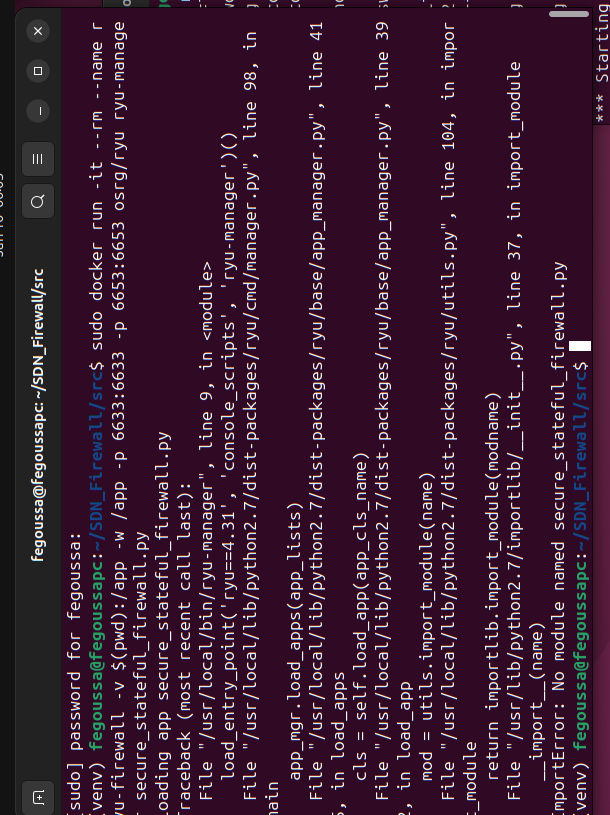 fegoussa@fegoussapc: ~/SDN_Firewall/src
[sudo] password for fegoussa:
venv) fegoussa@fegoussapc:~/SDN_Firewall/src$ sudo docker run -it --rm --name r
yu-firewall -v $(pwd):/app -w /app -p 6633:6633 -p 6653:6653 osrg/ryu ryu-manage
secure_stateful_firewall.py
oading app secure_stateful_firewall.py
raceback (most recent call last):
File "/usr/local/bin/ryu-manager", line 9, in <module>
load_entry_point('ryu==4.31', 'console_scripts', 'ryu-manager')()
File "/usr/local/lib/python2.7/dist-packages/ryu/cmd/manager.py", line 98, in
main
app_mgr.load_apps(app_lists)
File "/usr/local/lib/python2.7/dist-packages/ryu/base/app_manager.py", line 41
, in load_apps
cls = self.load_app(app_cls_name)
File "/usr/local/lib/python2.7/dist-packages/ryu/base/app_manager.py", line 39
, in load_app
mod = utils.import_module(name)
File "/usr/local/lib/python2.7/dist-packages/ryu/utils.py", line 104, in impor
t_module
return importlib.import_module(modname)
File "/usr/lib/python2.7/importlib/__init__.py", line 37, in import_module
__import__(name)
mportError: No module named secure_stateful_firewall.py
venv) fegoussa@fegoussapc:~/SDN_Firewall/src$
*** Starting